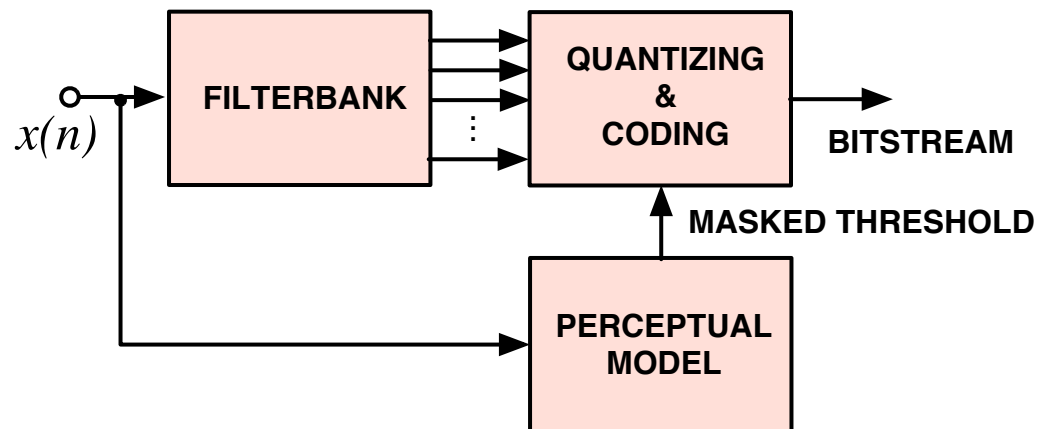 x(n)
FILTERBANK
QUANTIZING
&
CODING
BITSTREAM
MASKED THRESHOLD
PERCEPTUAL
MODEL